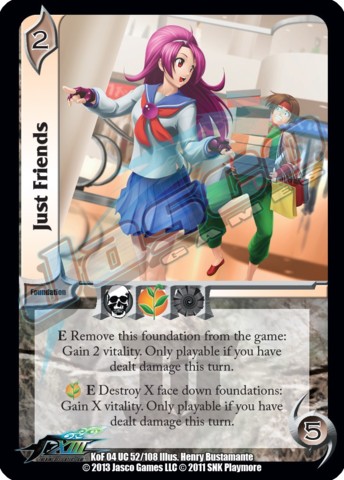 2
Just Friends
Foundation
E Remove this foundation from the game:
Gain 2 vitality. Only playable if you have
dealt damage this turn.
E Destroy X face down foundations:
Gain X vitality. Only playable if you have
dealt damage this turn.
5
XIII
KoF 04 UC 52/108 Illus. Henry Bustamante
© 2013 Jasco Games LLC © 2011 SNK Playmore